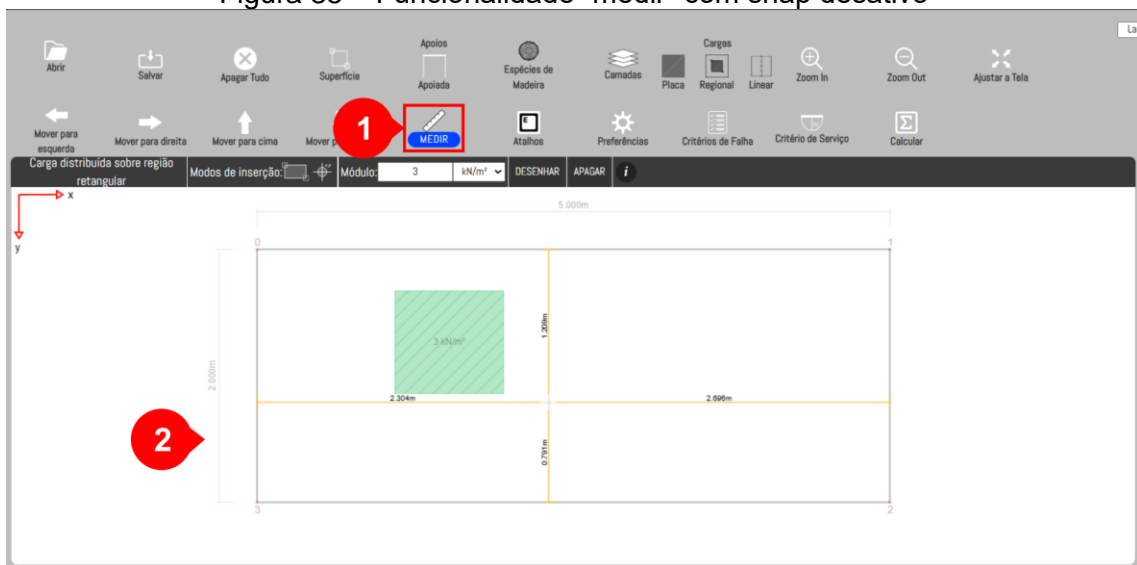 Figura 53 – Funcionalidade "medir" com snap desativo
La
Abrir
Salvar
Apagar Tudo
Superfície
Apoios
Apoiada
Espécies de
Madeira
Camadas
Cargas
Placa
Regional
Linear
Zoom In
Zoom Out
Ajustar a Tela
Mover para
esquerda
Mover para direita
Mover para cima
Mover p
1
MEDIR
E
Atalhos
Preferências
Critérios de Falha
Critério de Serviço
Σ
Calcular
Carga distribuída sobre região
retangular
Modos de inserção:
Módulo:
3
kN/m²
DESENHAR
APAGAR
i
x
y
5.000m
0
1
1.209m
3 kN/m²
2.000m
2.304m
2.696m
2
0.791m
3
2